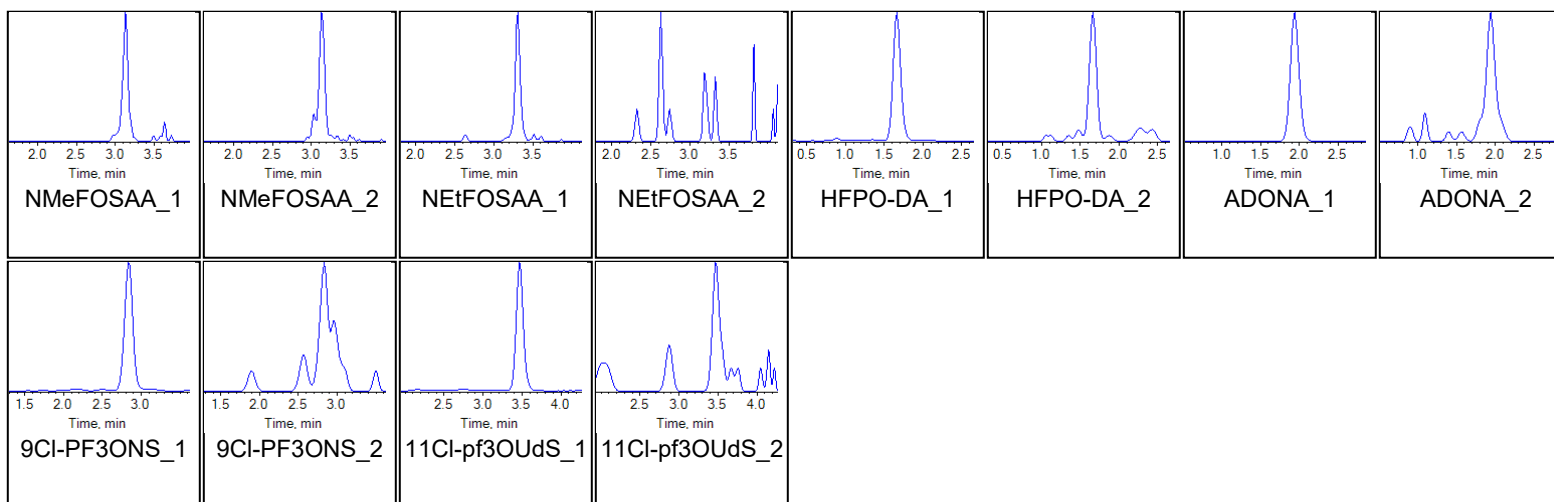 2.0 3.0 3.5
Time, min
NMeFOSAA_1
2.0 2.5 3.0 3.5
Time, min
NMeFOSAA_2
2.0 2.5 3.0 3.5
Time, min
NEtFOSAA_1
2.0 2.5 3.0 3.5
Time, min
NEtFOSAA_2
0.5 1.0 1.5 2.0 2.5
Time, min
HFPO-DA_1
0.5 1.0 1.5 2.0 2.5
Time, min
HFPO-DA_2
1.0 1.5 2.0 2.5
Time, min
ADONA_1
1.0 1.5 2.0 2.5
Time, min
ADONA_2
1.5 2.0 2.5 3.0
Time, min
9Cl-PF3ONS_1
1.5 2.0 2.5 3.0
Time, min
9Cl-PF3ONS_2
2.5 3.0 3.5 4.0
Time, min
11Cl-pf3OUdS_1
2.5 3.0 3.5 4.0
Time, min
11Cl-pf3OUdS_2